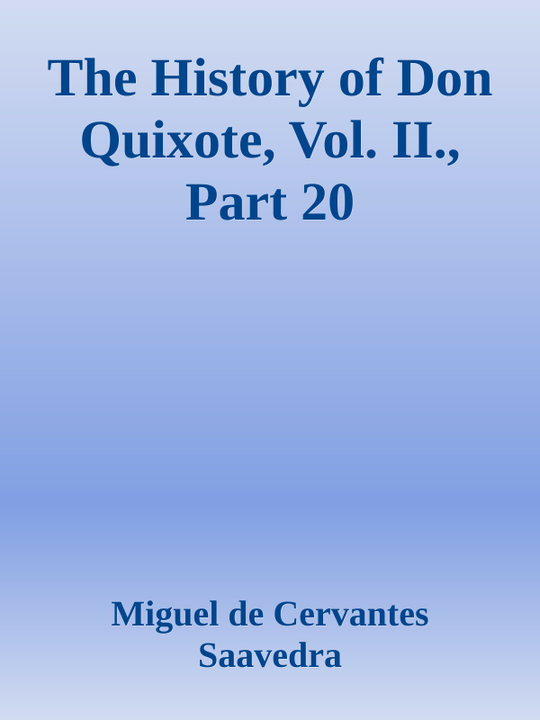 The History of Don
Quixote, Vol. II.,
Part 20
Miguel de Cervantes
Saavedra